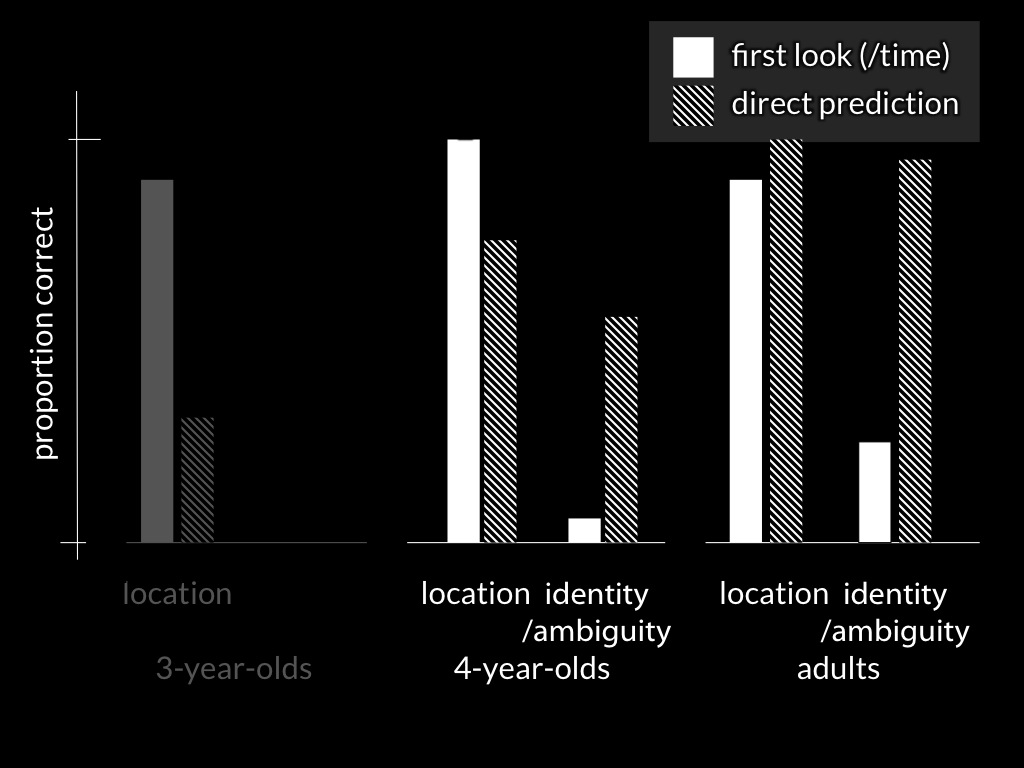 first look (/time)
direct prediction
proportion correct
location
3-year-olds
location identity
/ambiguity
4-year-olds
location identity
/ambiguity
adults